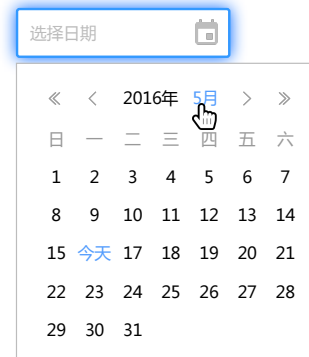 选择日期
« < 2016年 5月 > »
日 一 二 三 四 五 六
1 2 3 4 5 6 7
8 9 10 11 12 13 14
15 今天 17 18 19 20 21
22 23 24 25 26 27 28
29 30 31